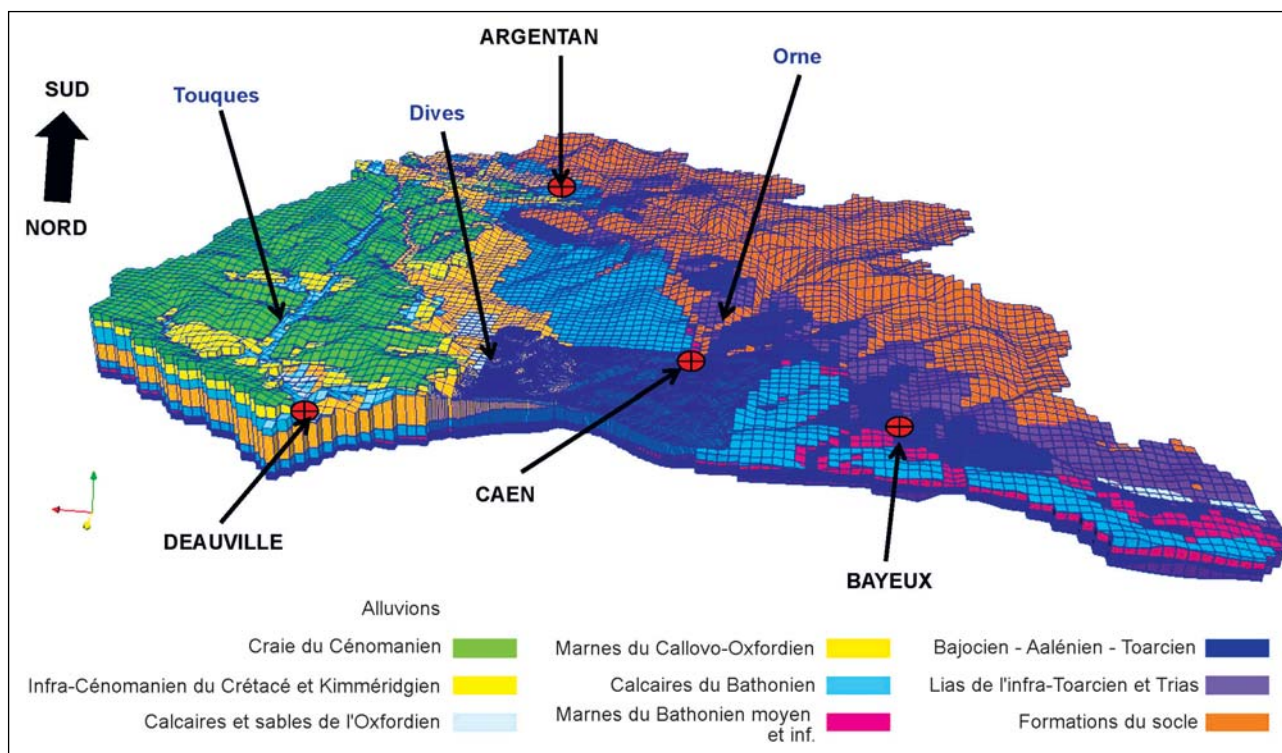 ARGENTAN
Orne
SUD
Touques
Dives
NORD
CAEN
DEAUVILLE
BAYEUX
Alluvions
Craie du Cénomanien
Infra-Cénomanien du Crétacé et Kimméridgien
Calcaires et sables de l'Oxfordien
Marnes du Callovo-Oxfordien
Calcaires du Bathonien
Marnes du Bathonien moyen
et inf.
Bajocien - Aalénien - Toarcien
Lias de l'infra-Toarcien et Trias
Formations du socle